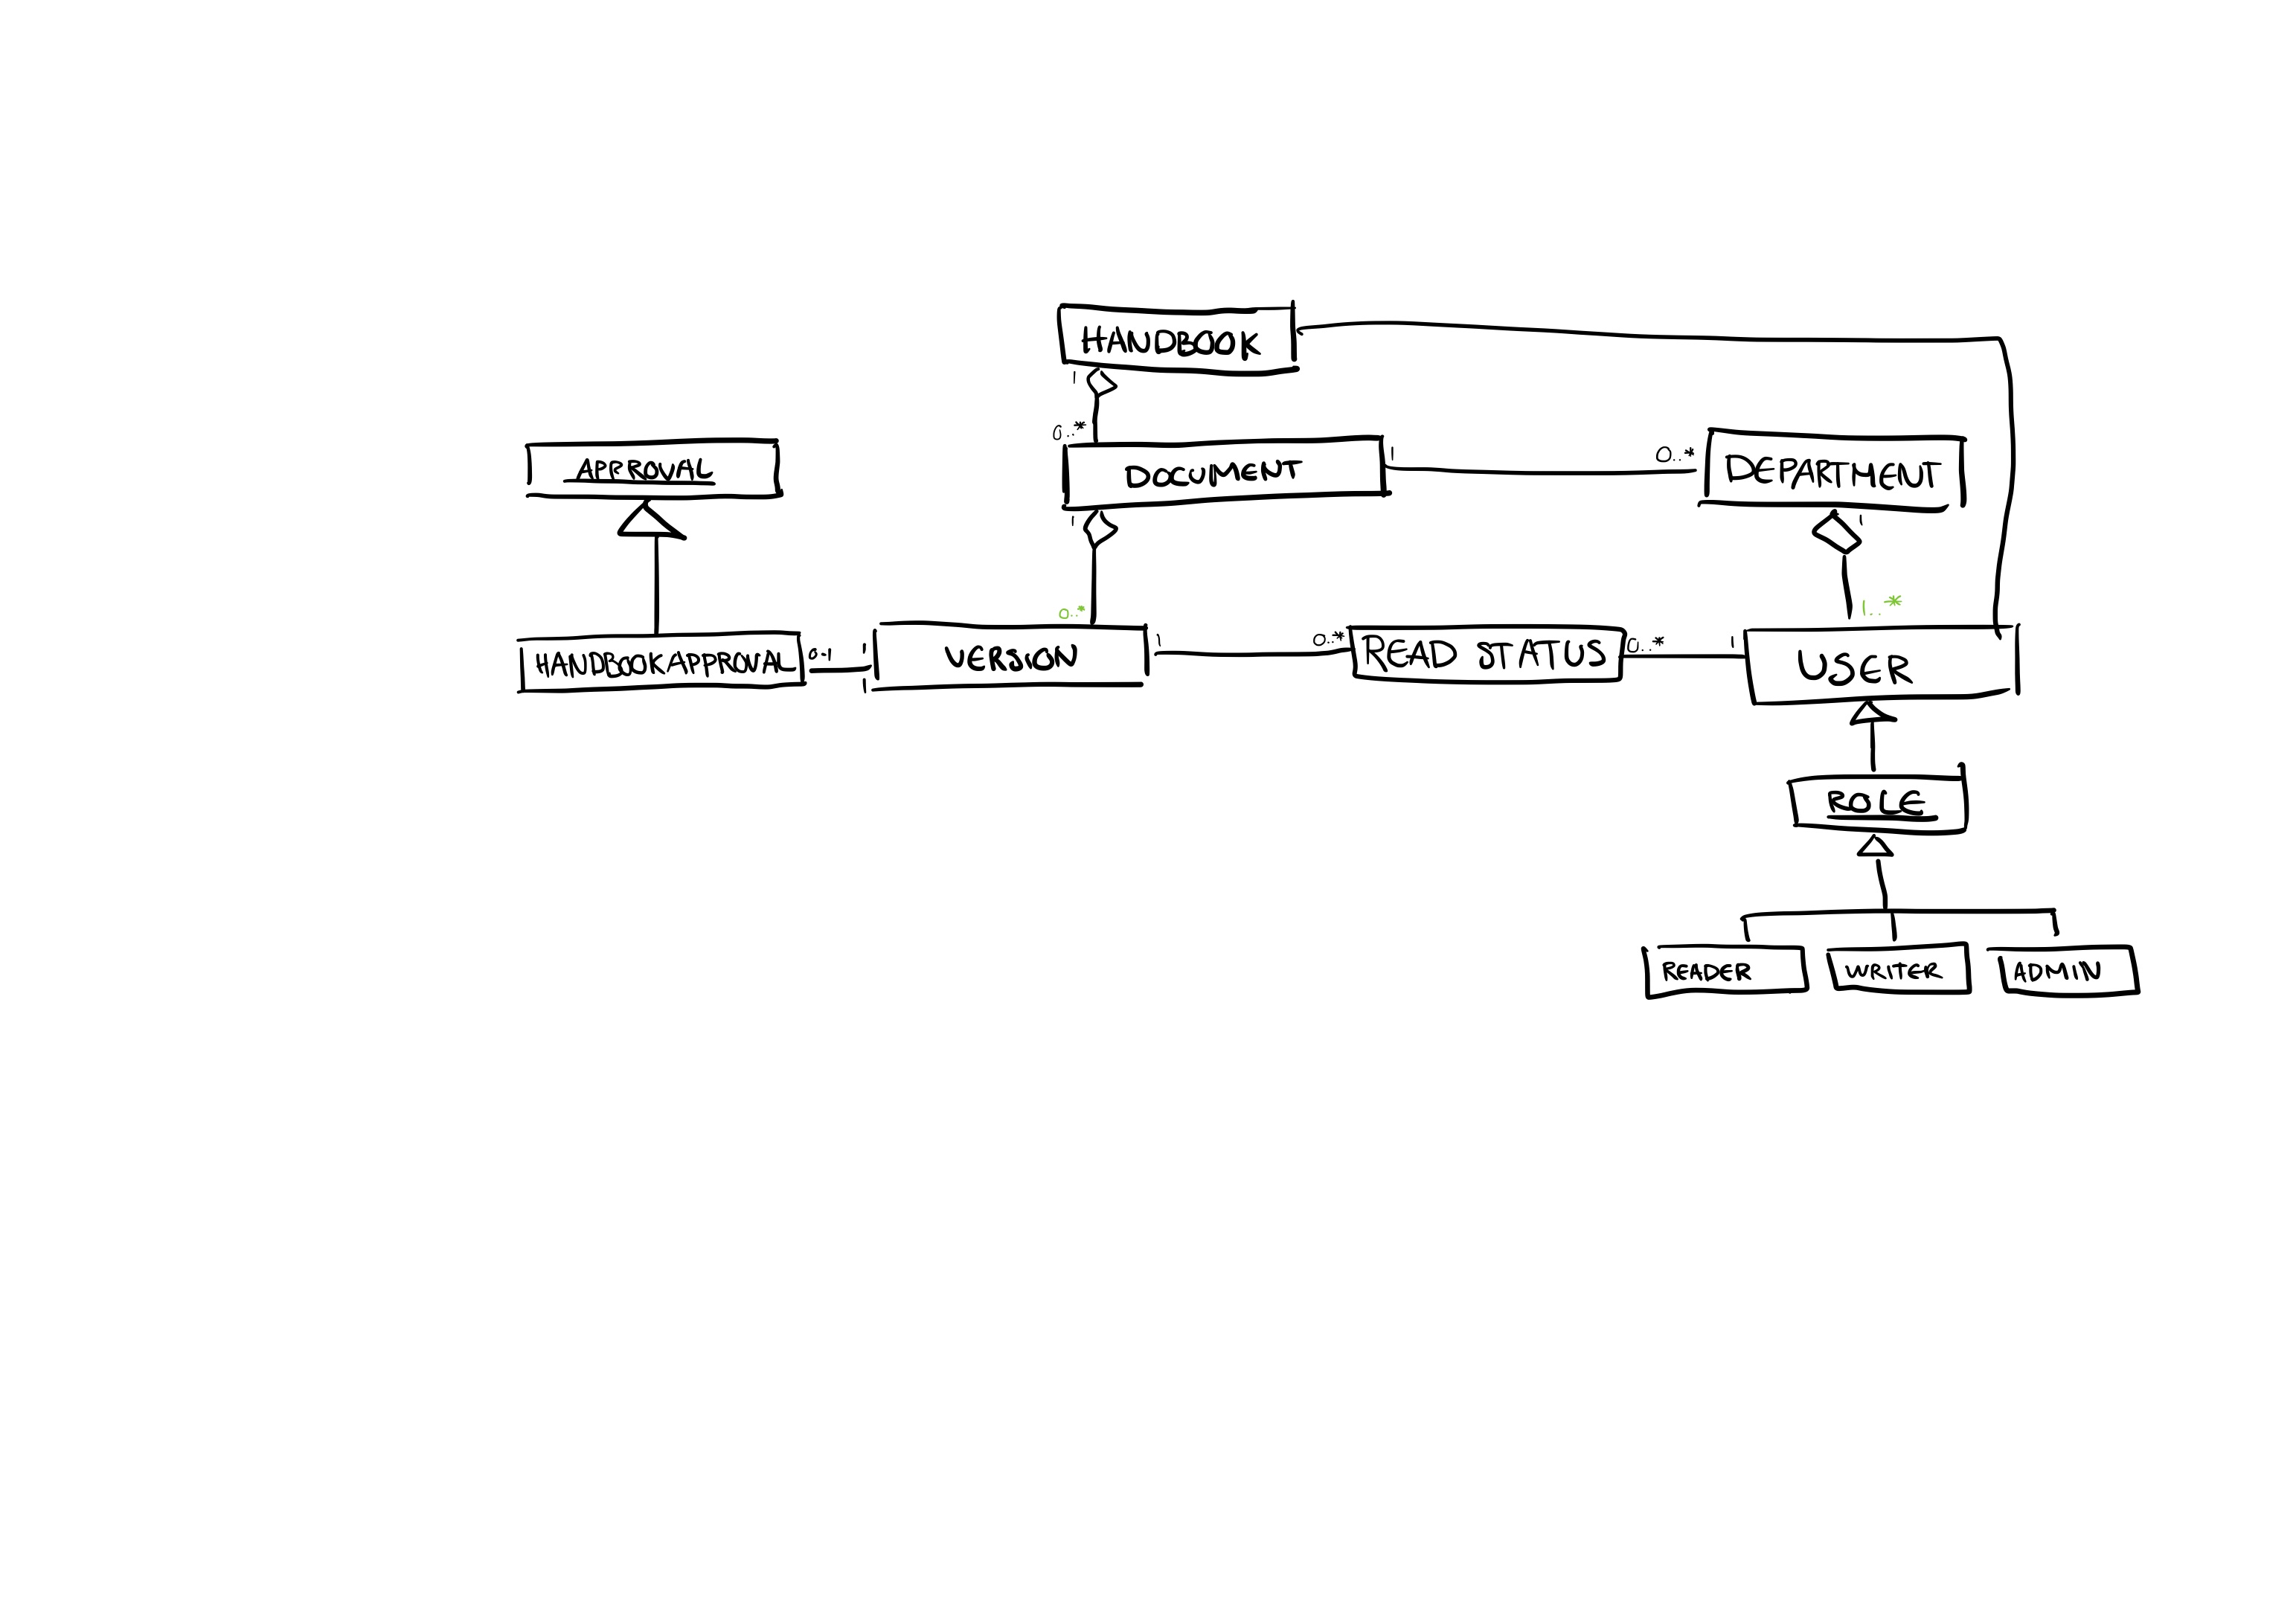 HANDBOOK
1
0..*
APPROVAL
DOCUMENT
1
0..*
DEPARTMENT
1
1
0..*
1..*
HANDBOOKAPPROVAL
0-1
1
1
VERSION
1
0..*
READ STATUS
0..*
1
USER
ROLE
READER
WRITER
ADMIN